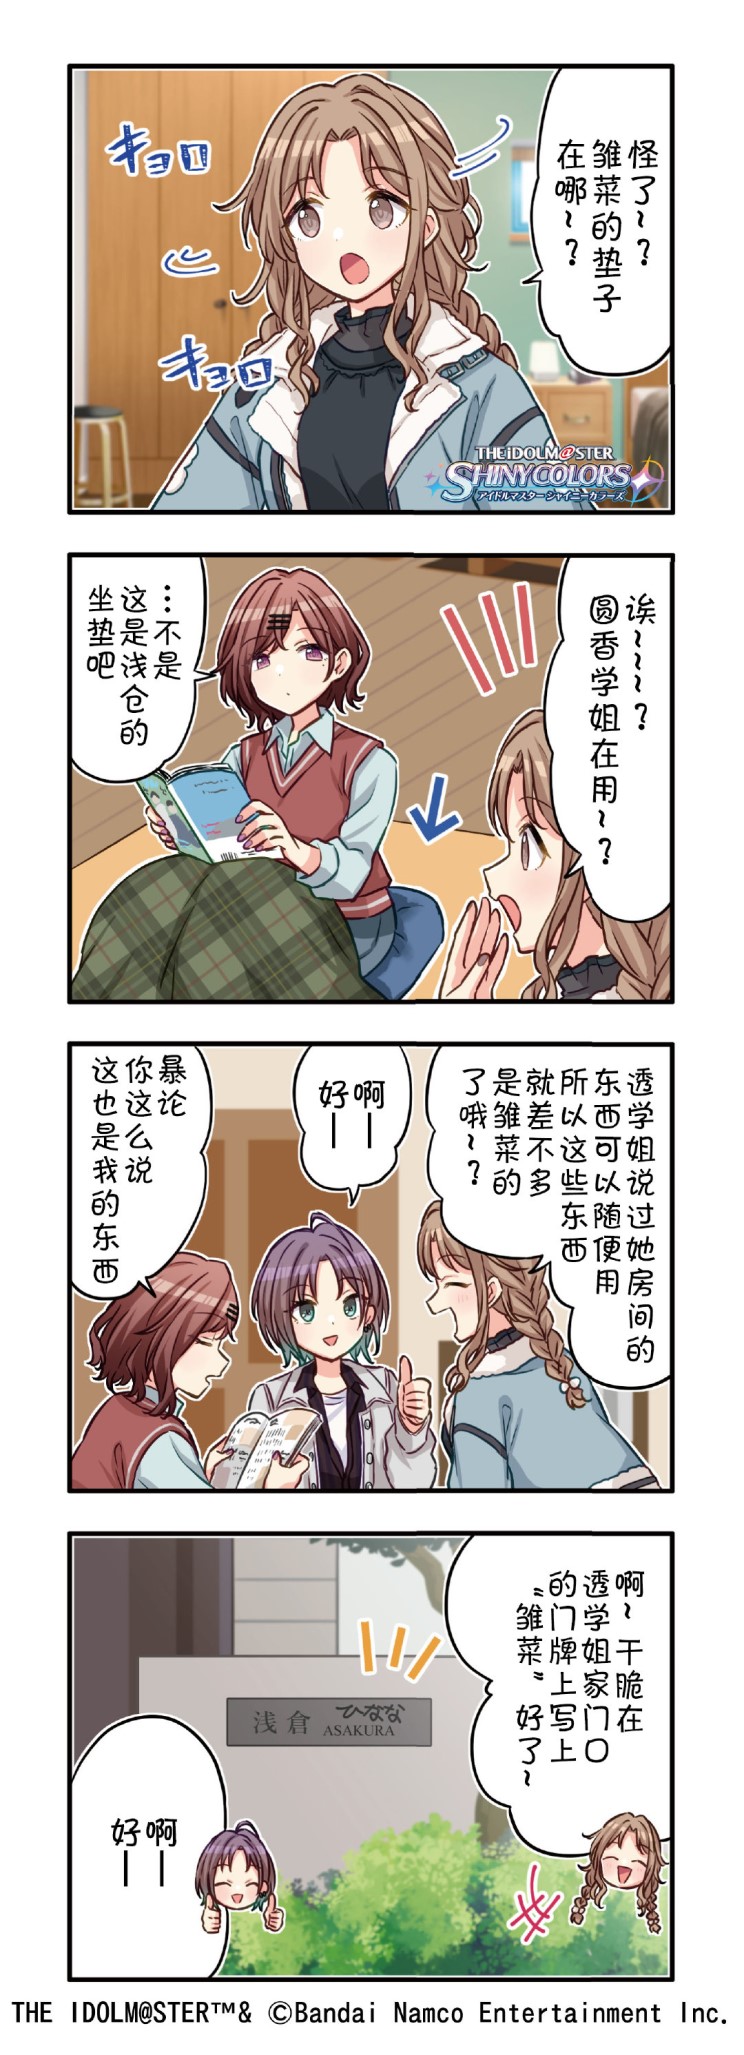 怪了~?
雏菜的垫子
在哪~?
キョロ
キョロ
THE iDOLM@STER
SHINYCOLORS
アイドルマスター シャイニーカラーズ
诶~~~?
圆香学姐在用~?
…不是
这是浅仓的
坐垫吧
透学姐说过她房间的
东西可以随便用
所以这些东西
就差不多
是雏菜的
了哦~?
好啊
——
暴论
你这么说
这也是我的东西
啊~干脆在
透学姐家门口
的门牌上写上
"雏菜"好了~
浅倉 ひなな
ASAKURA
好啊
——
THE IDOLM@STER™& ©Bandai Namco Entertainment Inc.